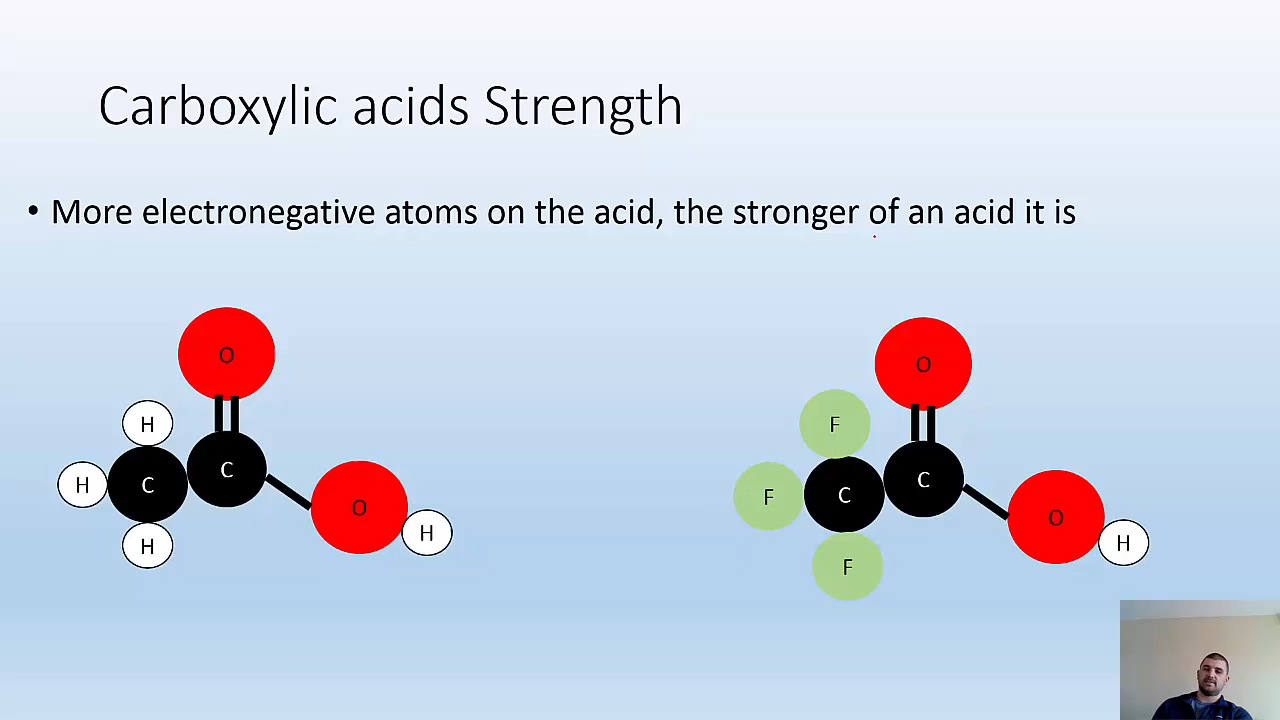 Carboxylic acids Strength
• More electronegative atoms on the acid, the stronger of an acid it is
O
H
H
C
C
H
O
H
O
F
F
C
C
F
O
H